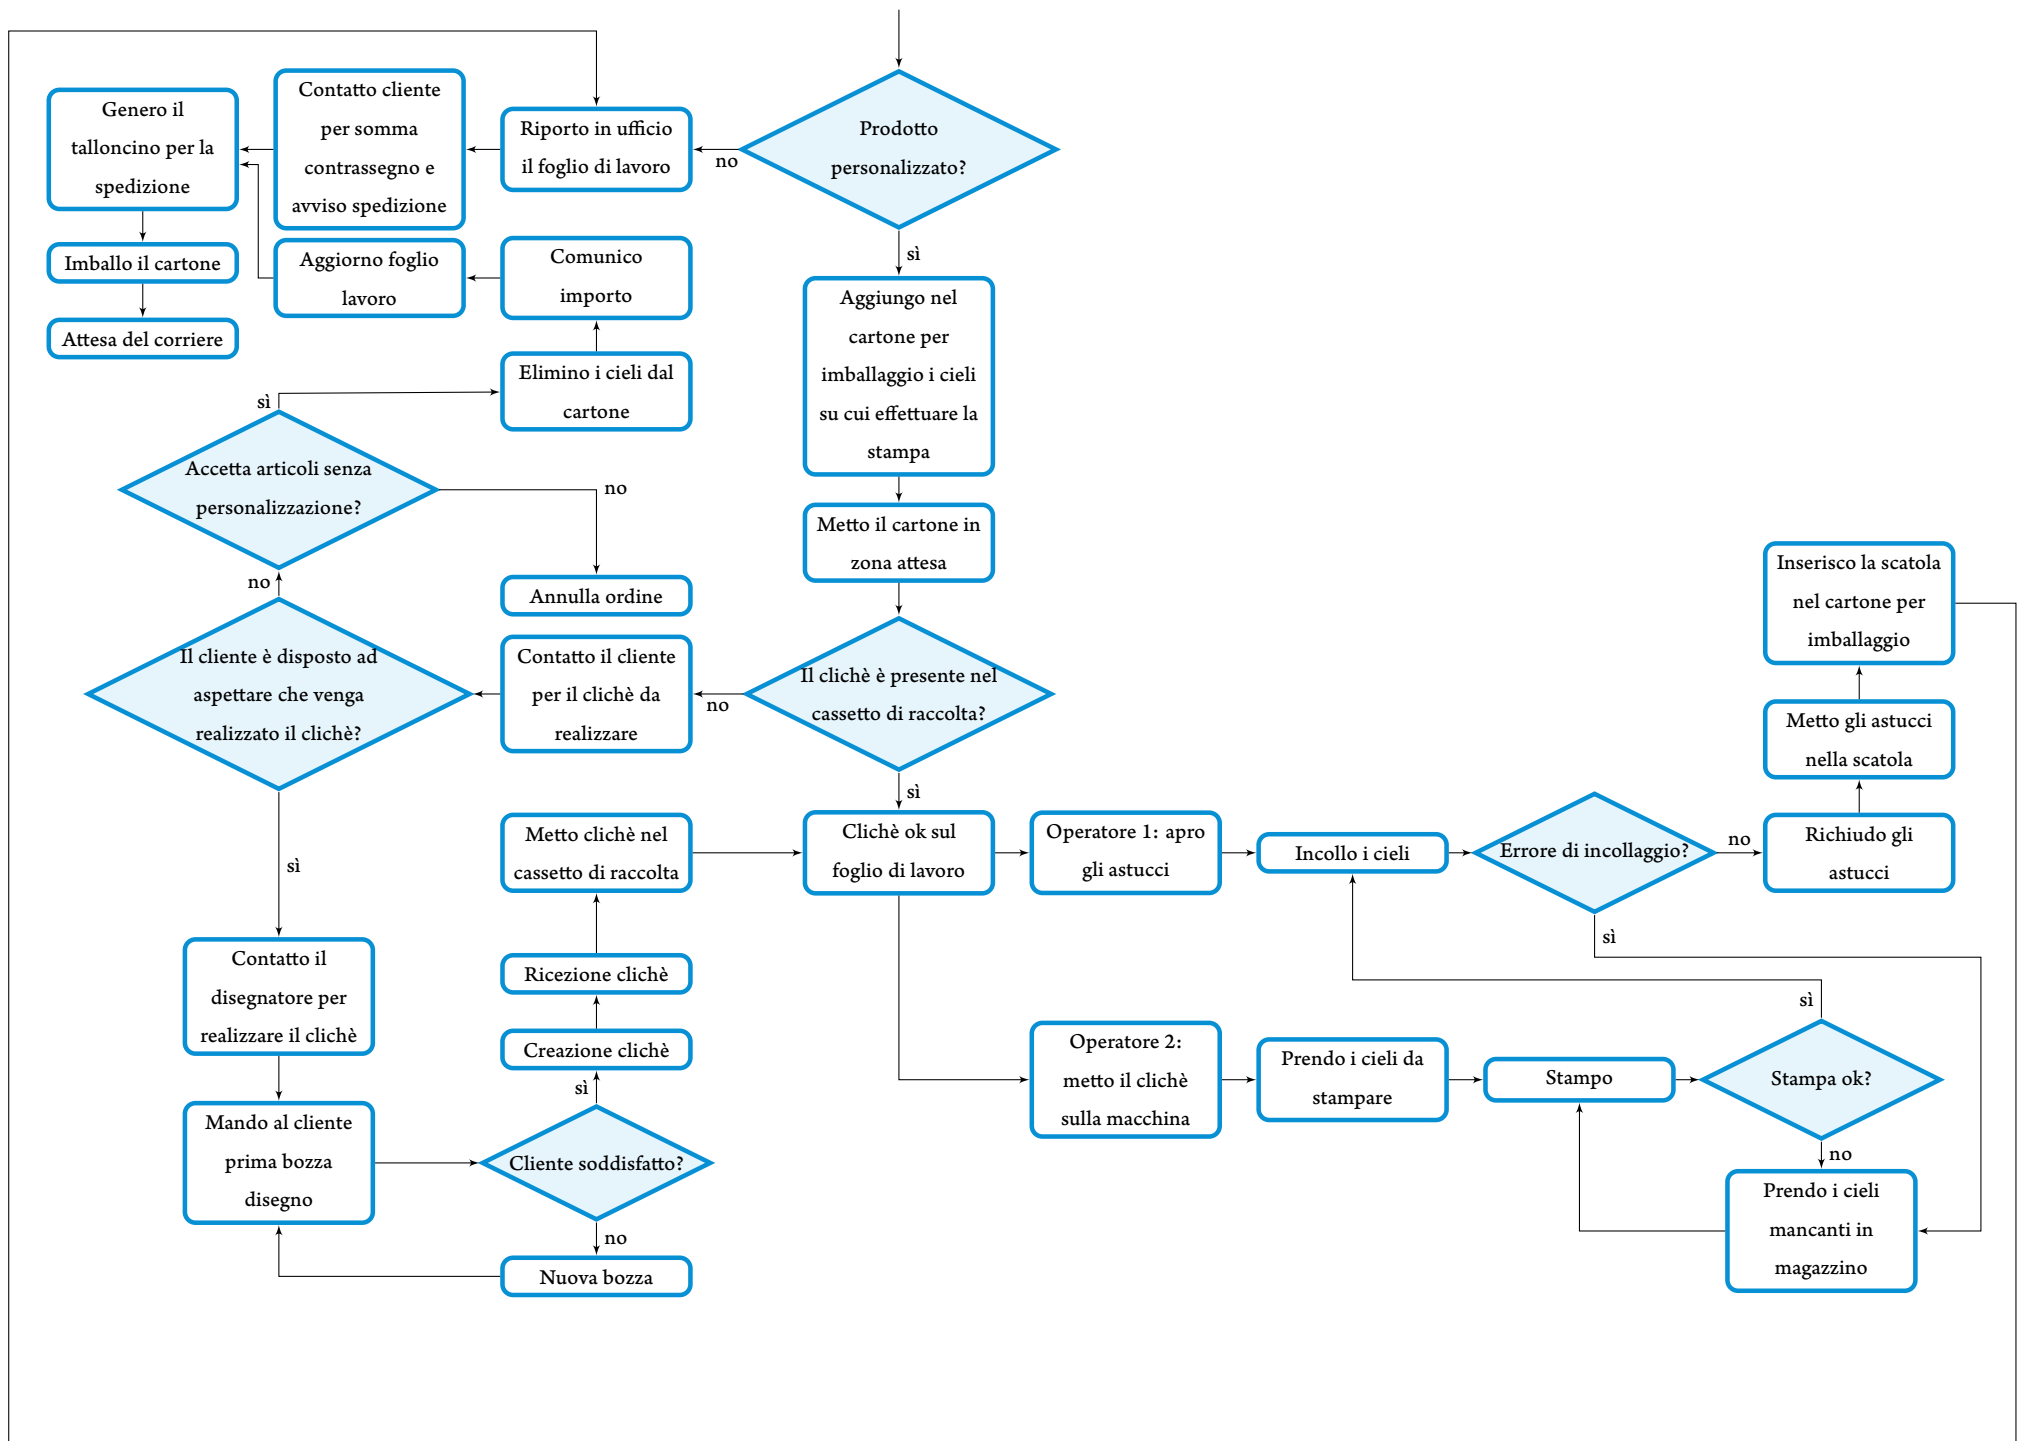 Prodotto
personalizzato?
no
sì
Riporto in ufficio
il foglio di lavoro
Contatto cliente
per somma
contrassegno e
avviso spedizione
Genero il
talloncino per la
spedizione
Imballo il cartone
Attesa del corriere
Aggiorno foglio
lavoro
Comunico
importo
Elimino i cieli dal
cartone
sì
Accetta articoli senza
personalizzazione?
no
Annulla ordine
no
Il cliente è disposto ad
aspettare che venga
realizzato il clichè?
sì
Contatto il cliente
per il clichè da
realizzare
Aggiungo nel
cartone per
imballaggio i cieli
su cui effettuare la
stampa
Metto il cartone in
zona attesa
Il clichè è presente nel
cassetto di raccolta?
no
sì
Clichè ok sul
foglio di lavoro
Metto clichè nel
cassetto di raccolta
Ricezione clichè
Creazione clichè
sì
Cliente soddisfatto?
no
Nuova bozza
Contatto il
disegnatore per
realizzare il clichè
Mando al cliente
prima bozza
disegno
Operatore 1: apro
gli astucci
Incollo i cieli
Errore di incollaggio?
no
sì
Richiudo gli
astucci
Metto gli astucci
nella scatola
Inserisco la scatola
nel cartone per
imballaggio
Operatore 2:
metto il clichè
sulla macchina
Prendo i cieli da
stampare
Stampo
Stampa ok?
sì
no
Prendo i cieli
mancanti in
magazzino